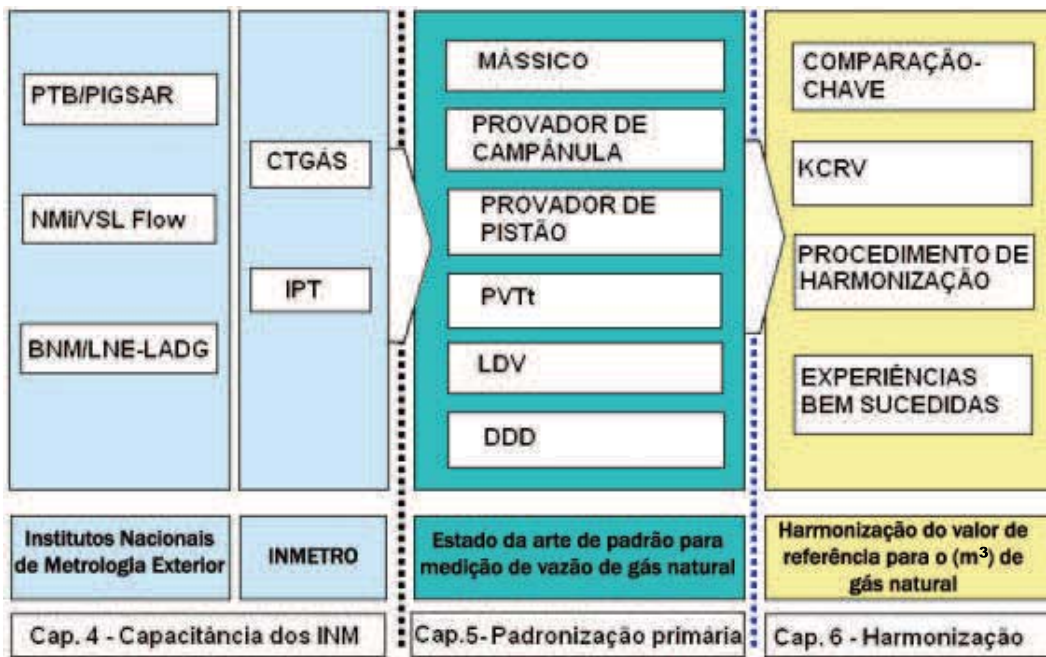 PTB/PIGSAR
NMi/VSL Flow
BNM/LNE-LADG
CTGÁS
IPT
MÁSSICO
PROVADOR DE
CAMPÂNULA
PROVADOR DE
PISTÃO
PVTt
LDV
DDD
COMPARAÇÃO-
CHAVE
KCRV
PROCEDIMENTO DE
HARMONIZAÇÃO
EXPERIÊNCIAS
BEM SUCEDIDAS
Institutos Nacionais
de Metrologia Exterior
INMETRO
Estado da arte de padrão para
medição de vazão de gás natural
Harmonização do valor de
referência para o (m³) de
gás natural
Cap. 4 - Capacitância dos INM
Cap.5-Padronização primária
Cap. 6 - Harmonização